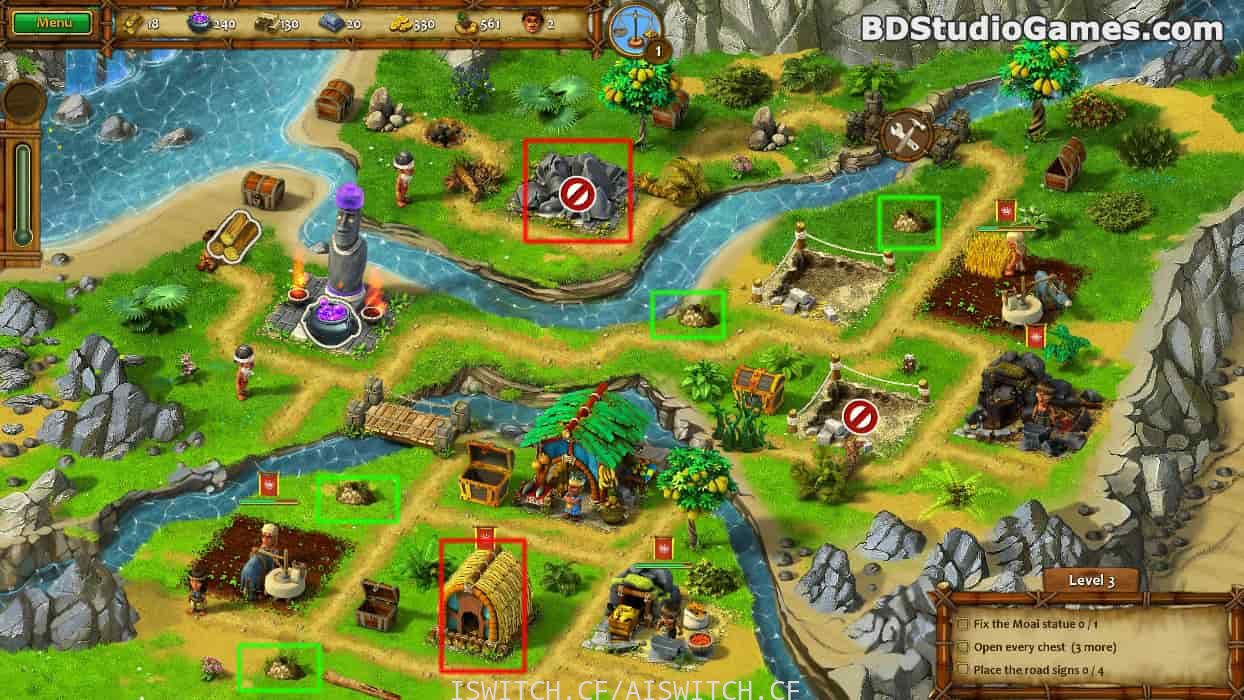 Menu
18
240
130
20
330
561
2
1
BDStudioGames.com
Level 3
Fix the Moai statue 0 / 1
Open every chest (3 more)
Place the road signs 0 / 4
ISWITCH.CF/AISWITCH.CF